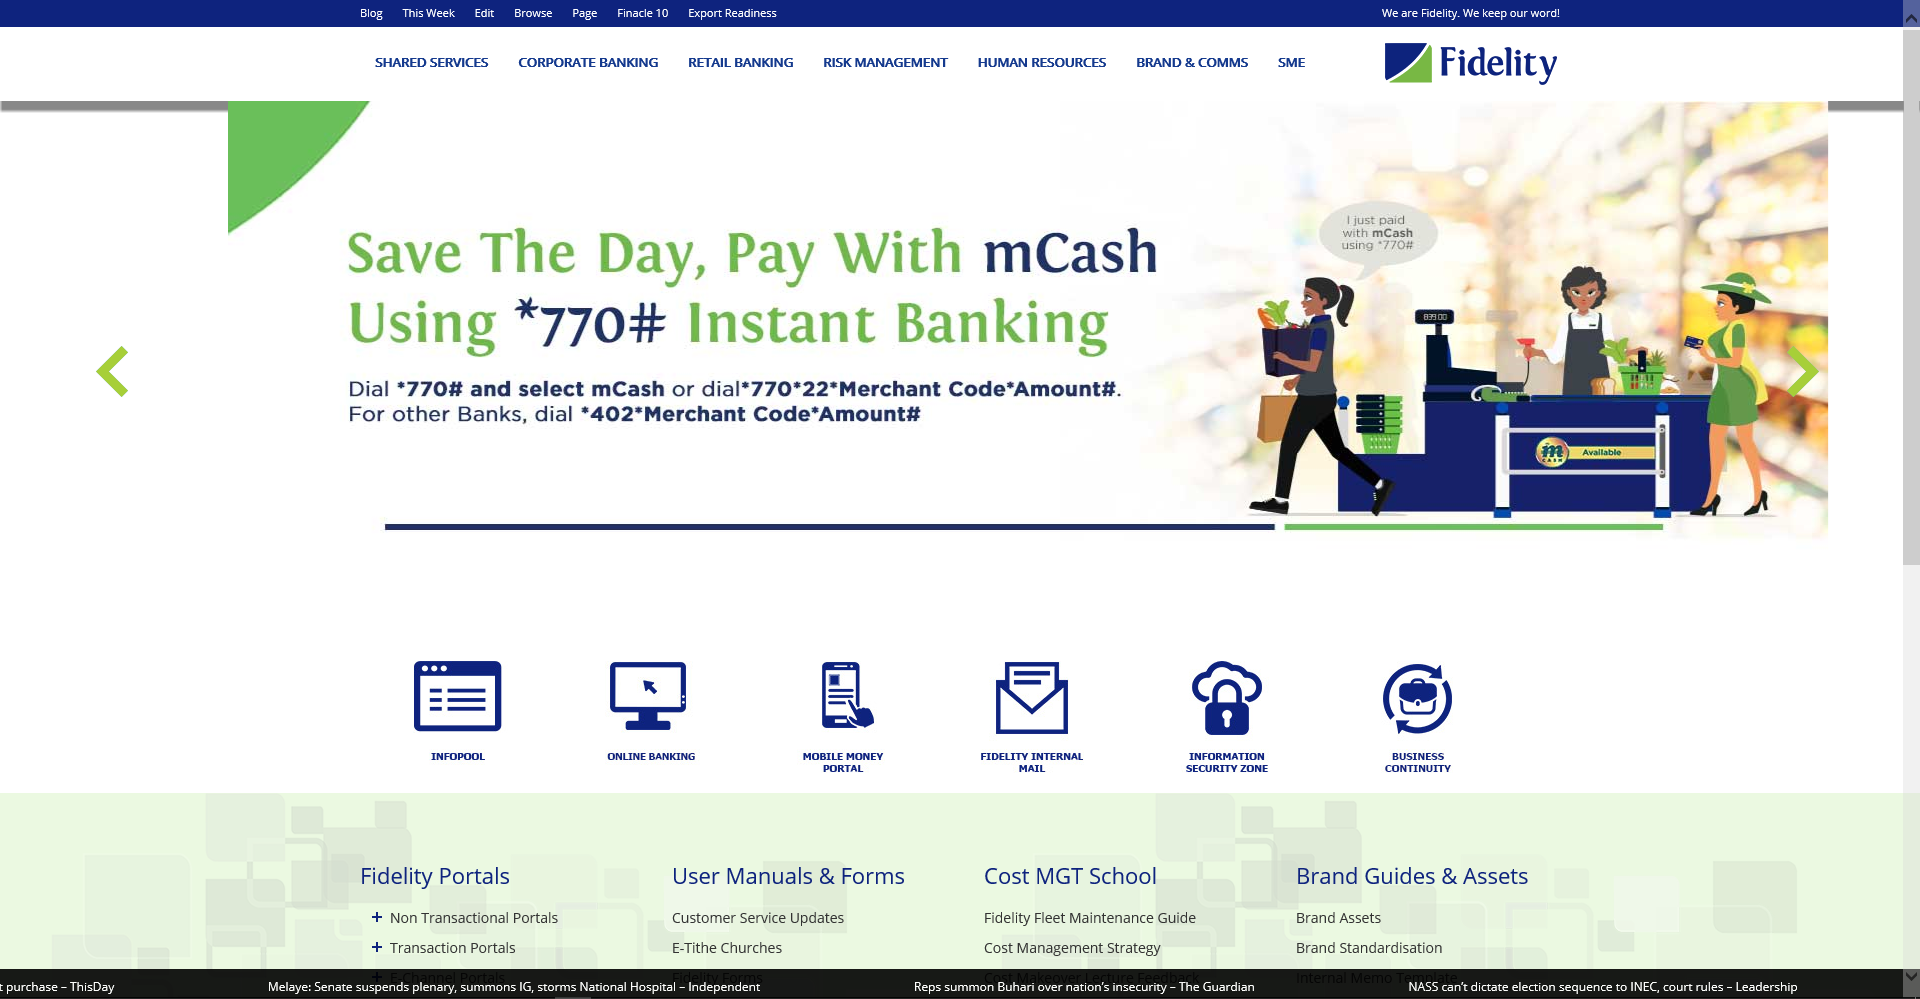 Blog This Week Edit Browse Page Finacle 10 Export Readiness We are Fidelity. We keep our word!
SHARED SERVICES CORPORATE BANKING RETAIL BANKING RISK MANAGEMENT HUMAN RESOURCES BRAND & COMMS SME Fidelity
I just paid
with mCash
using *770#
Save The Day, Pay With mCash
Using *770# Instant Banking
Dial *770# and select mCash or dial*770*22*Merchant Code*Amount#.
For other Banks, dial *402*Merchant Code*Amount#
839.00
m
CASH
Available
INFOPOOL
ONLINE BANKING
MOBILE MONEY
PORTAL
FIDELITY INTERNAL
MAIL
INFORMATION
SECURITY ZONE
BUSINESS
CONTINUITY
Fidelity Portals
+ Non Transactional Portals
+ Transaction Portals
+ E-Channel Portals
User Manuals & Forms
Customer Service Updates
E-Tithe Churches
Fidelity Forms
Cost MGT School
Fidelity Fleet Maintenance Guide
Cost Management Strategy
Cost Makeover Lecture Feedback
Brand Guides & Assets
Brand Assets
Brand Standardisation
Internal Memo Template
t purchase – ThisDay Melaye: Senate suspends plenary, summons IG, storms National Hospital – Independent Reps summon Buhari over nation's insecurity – The Guardian NASS can't dictate election sequence to INEC, court rules – Leadership